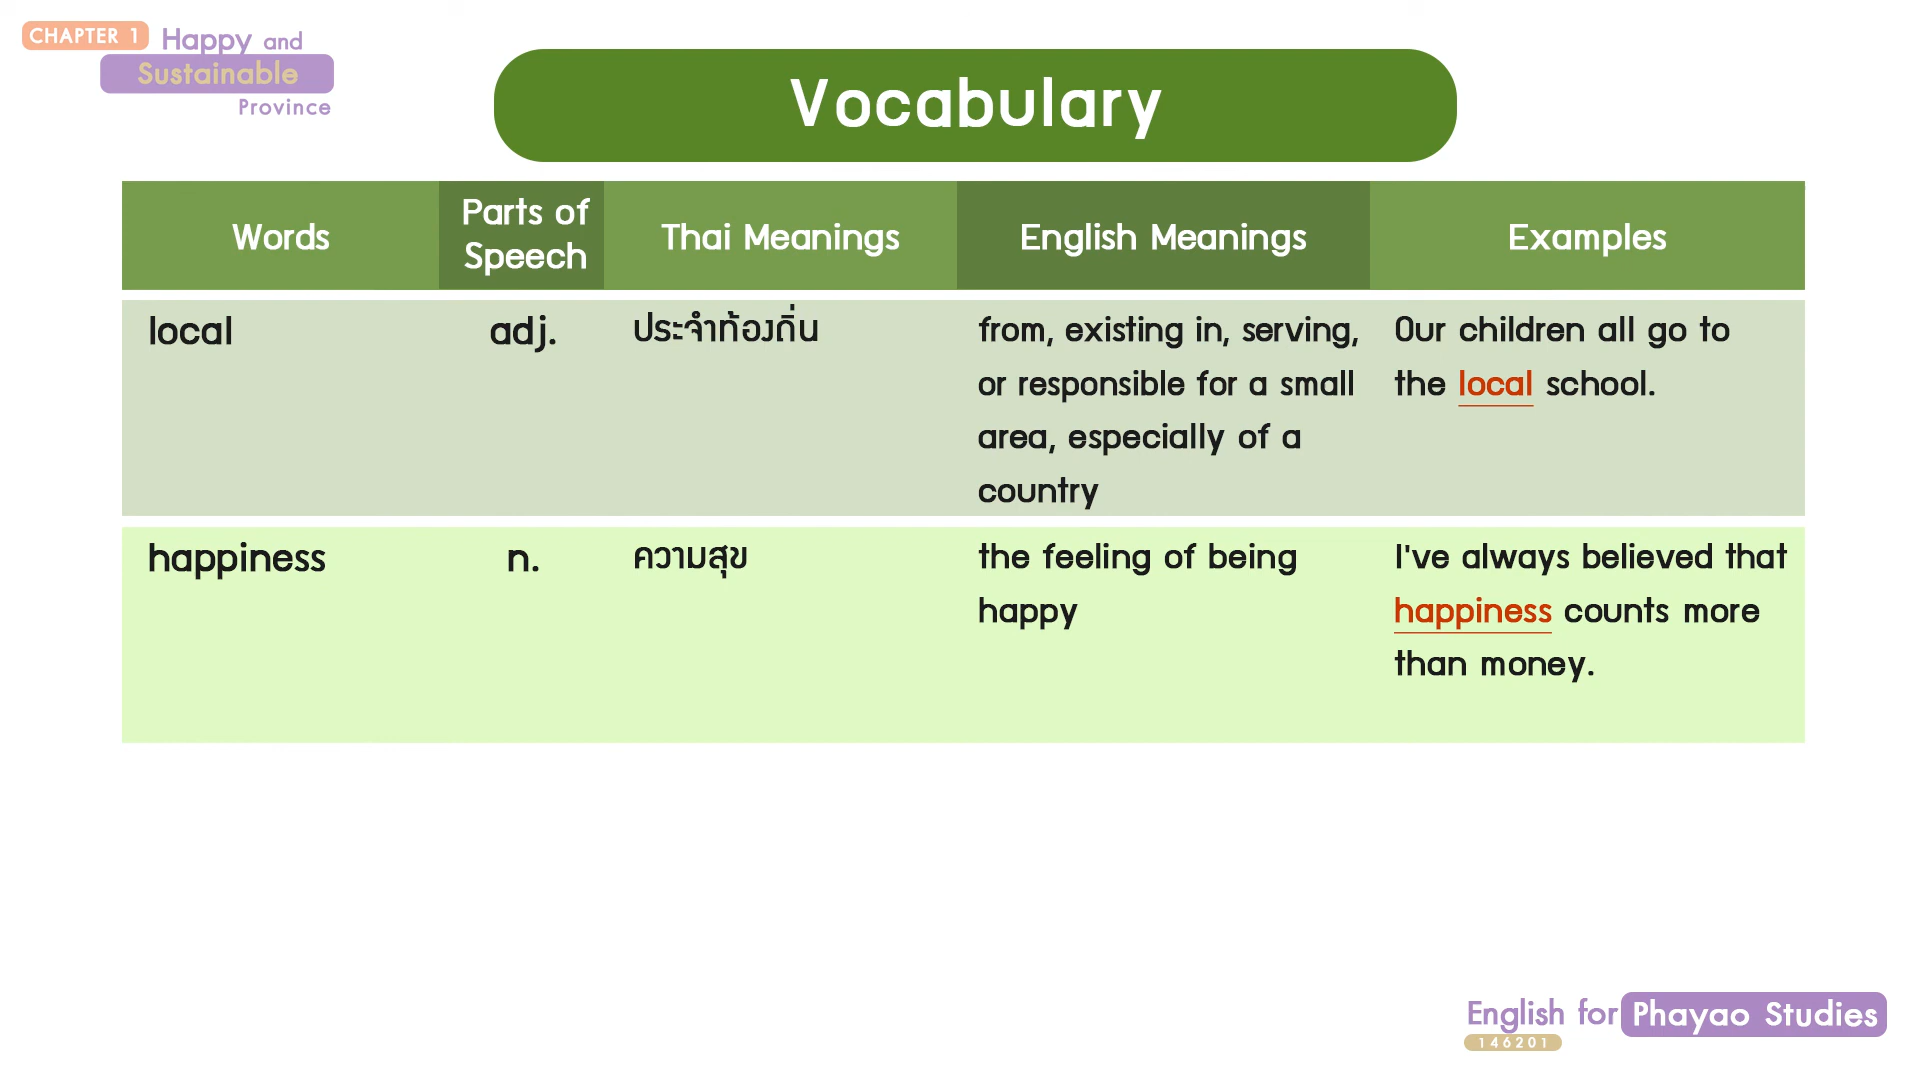 CHAPTER 1 Happy and
Sustainable
Province
Vocabulary
Words
Parts of
Speech
Thai Meanings
English Meanings
Examples
local
adj.
ประจำท้องถิ่น
from, existing in, serving,
or responsible for a small
area, especially of a
country
Our children all go to
the local school.
happiness
n.
ความสุข
the feeling of being
happy
I've always believed that
happiness counts more
than money.
English for Phayao Studies
146201